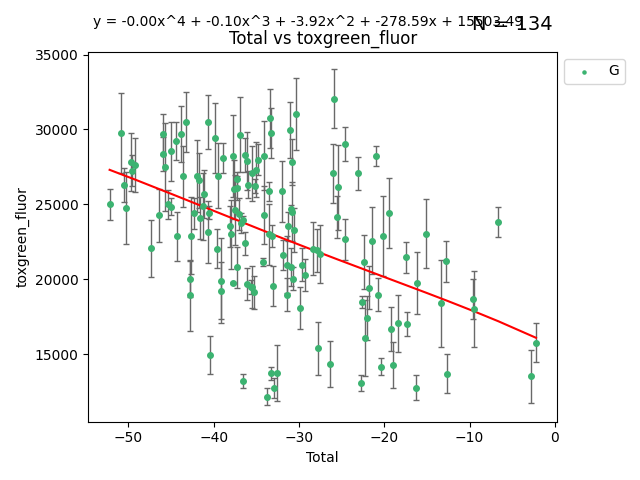 y = -0.00x^4 + -0.10x^3 + -3.92x^2 + -278.59x + 15503.49
N = 134
Total vs toxgreen_fluor
G
35000
30000
25000
20000
15000
toxgreen_fluor
−50 −40 −30 −20 −10 0
Total